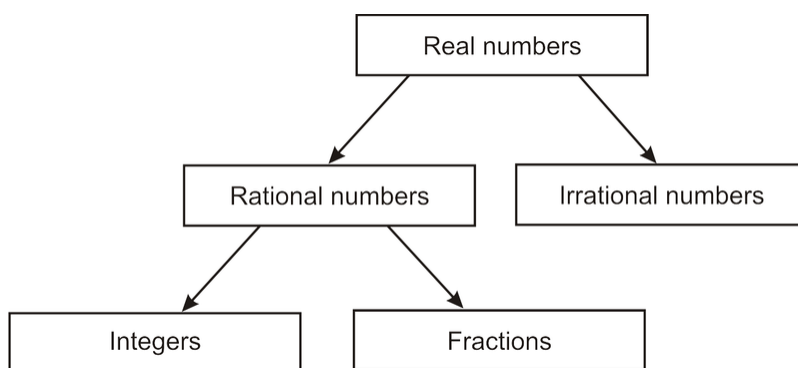 Real numbers
Rational numbers
Irrational numbers
Integers
Fractions